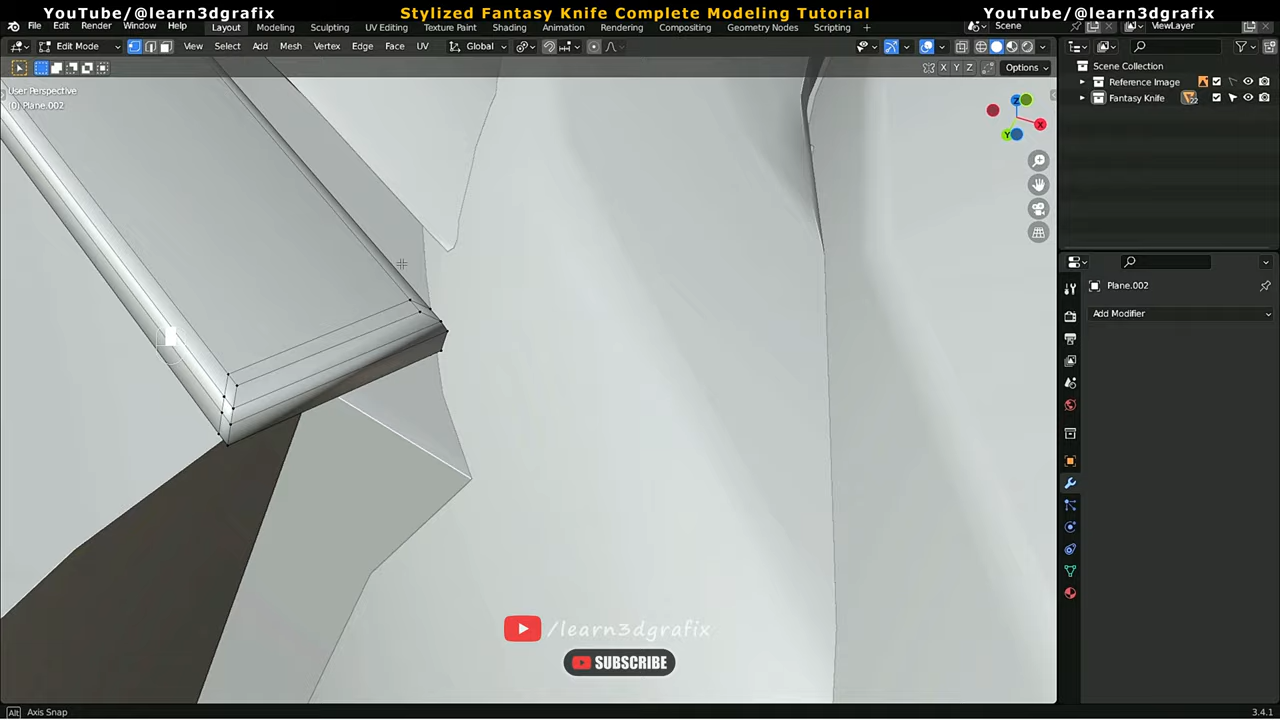 YouTube/@learn3dgrafix Stylized Fantasy Knife Complete Modeling Tutorial YouTube/@learn3dgrafix
File Edit Render Window Help Layout Modeling Sculpting UV Editing Texture Paint Shading Animation Rendering Compositing Geometry Nodes Scripting + Scene ViewLayer
Edit Mode View Select Add Mesh Vertex Edge Face UV Global
X Y Z Options
Scene Collection
Reference Image
Fantasy Knife
User Perspective
(0) Plane.002
Z
X
Y
Plane.002
Add Modifier
/learn3dgrafix
SUBSCRIBE
Alt Axis Snap 3.4.1